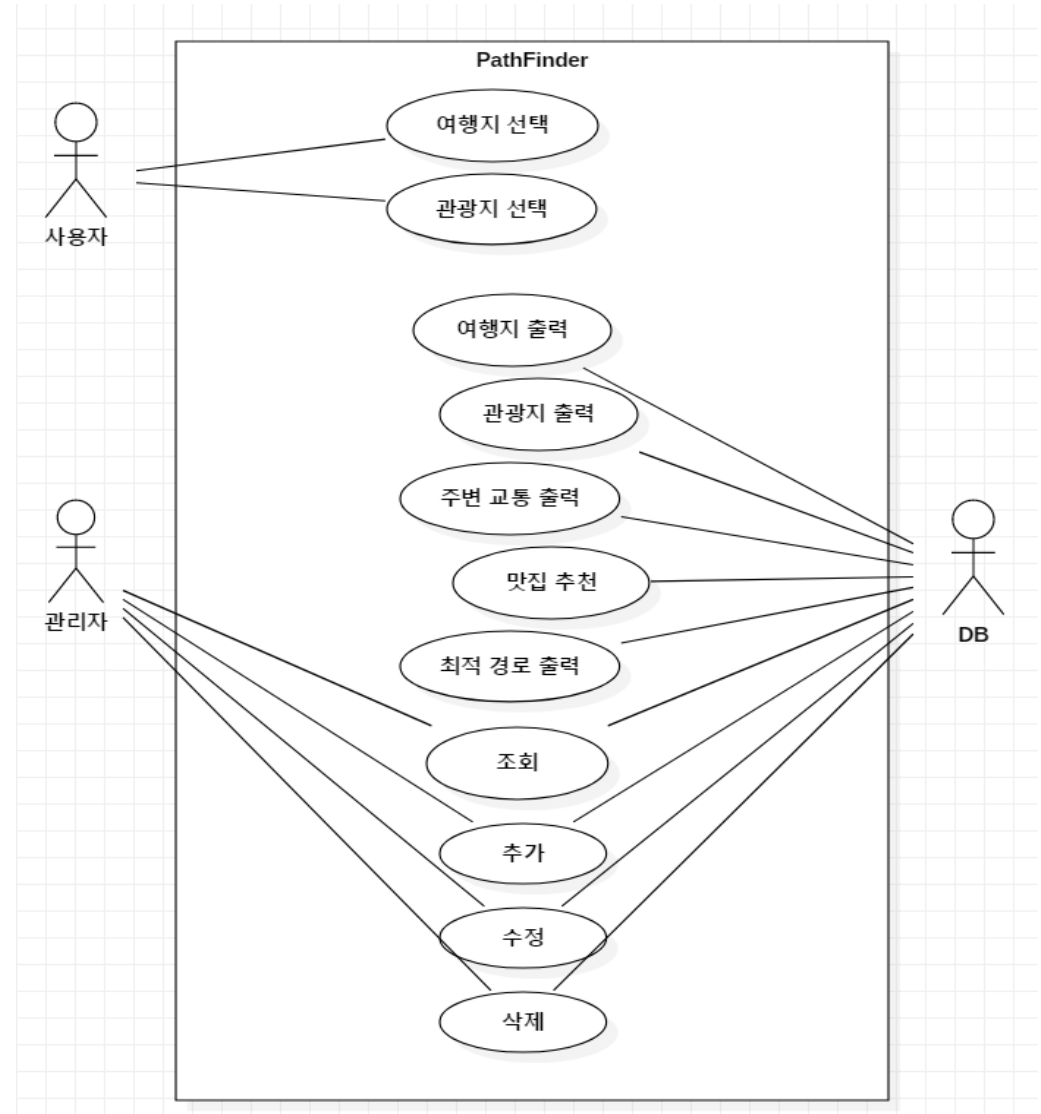 PathFinder
여행지 선택
관광지 선택
사용자
여행지 출력
관광지 출력
주변 교통 출력
맛집 추천
최적 경로 출력
관리자
DB
조회
추가
수정
삭제